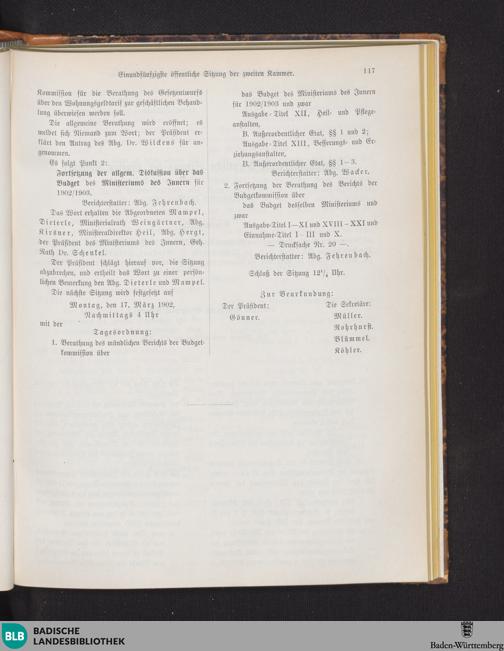 Einundfünfzigste öffentliche Sitzung der zweiten Kammer.
117
Kommission für die Berathung des Gesetzentwurfs
über den Wohnungsgeldtarif zur geschäftlichen Behand-
lung überwiesen werden soll.
Die allgemeine Berathung wird eröffnet; es
meldet sich Niemand zum Wort; der Präsident er-
klärt den Antrag des Abg. Dr. Wilckens für an-
genommen.
Es folgt Punkt 2:
Fortsetzung der allgem. Diskussion über das
Budget des Ministeriums des Innern für
1902/1903,
Berichterstatter: Abg. Fehrenbach.
Das Wort erhalten die Abgeordneten Mampel,
Dieterle, Ministerialrath Weingärtner, Abg.
Kirsner, Ministerialdirektor Heil, Abg. Hergt,
der Präsident des Ministeriums des Innern, Geh.
Rath Dr. Schenkel.
Der Präsident schlägt hierauf vor, die Sitzung
abzubrechen, und ertheilt das Wort zu einer persön-
lichen Bemerkung den Abg. Dieterle und Mampel.
Die nächste Sitzung wird festgesetzt auf
Montag, den 17. März 1902,
Nachmittags 4 Uhr
mit der
Tagesordnung:
1. Berathung des mündlichen Berichts der Budget-
kommission über
das Budget des Ministeriums des Innern
für 1902/1903 und zwar
Ausgabe-Titel XII, Heil- und Pflege-
anstalten,
B. Außerordentlicher Etat, §§ 1 und 2;
Ausgabe-Titel XIII, Besserungs- und Er-
ziehungsanstalten,
B. Außerordentlicher Etat, §§ 1–3.
Berichterstatter: Abg. Wacker.
2. Fortsetzung der Berathung des Berichts der
Budgetkommission über
das Budget desselben Ministeriums und
zwar
Ausgabe-Titel I–XI und XVIII–XXI und
Einnahme-Titel I–III und X.
— Drucksache Nr. 20 —.
Berichterstatter: Abg. Fehrenbach.
Schluß der Sitzung 12¼ Uhr.
Zur Beurkundung:
Der Präsident:
Gönner.
Die Sekretäre:
Müller.
Rohrhurst.
Blümmel.
Köhler.
BLB BADISCHE
LANDESBIBLIOTHEK
Baden-Württemberg